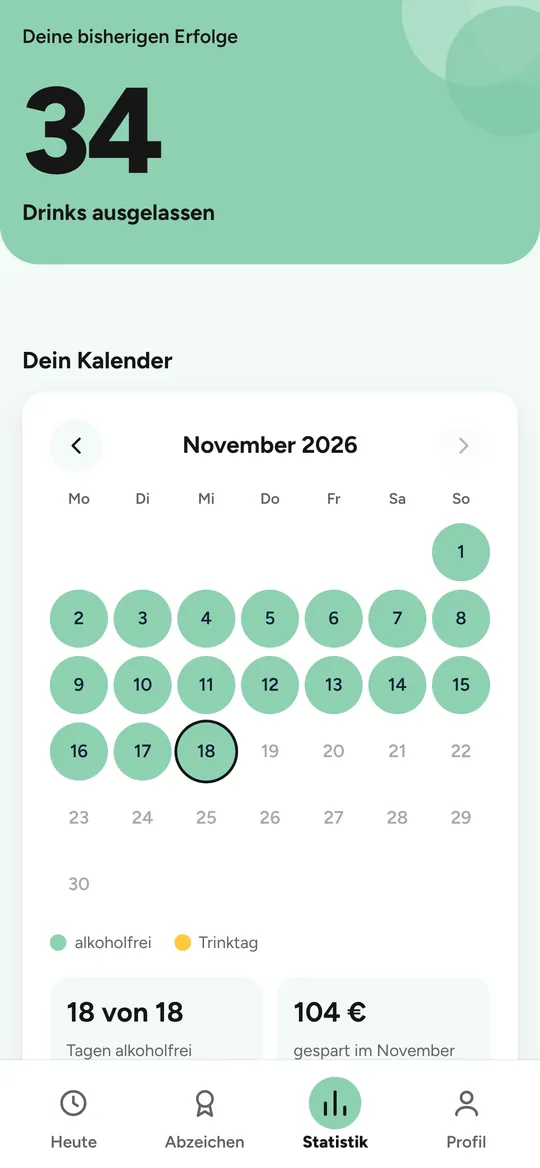 Deine bisherigen Erfolge
34
Drinks ausgelassen
Dein Kalender
November 2026
Mo Di Mi Do Fr Sa So
1
2 3 4 5 6 7 8
9 10 11 12 13 14 15
16 17 18 19 20 21 22
23 24 25 26 27 28 29
30
alkoholfrei Trinktag
18 von 18 104 €
Tagen alkoholfrei gespart im November
Heute Abzeichen Statistik Profil